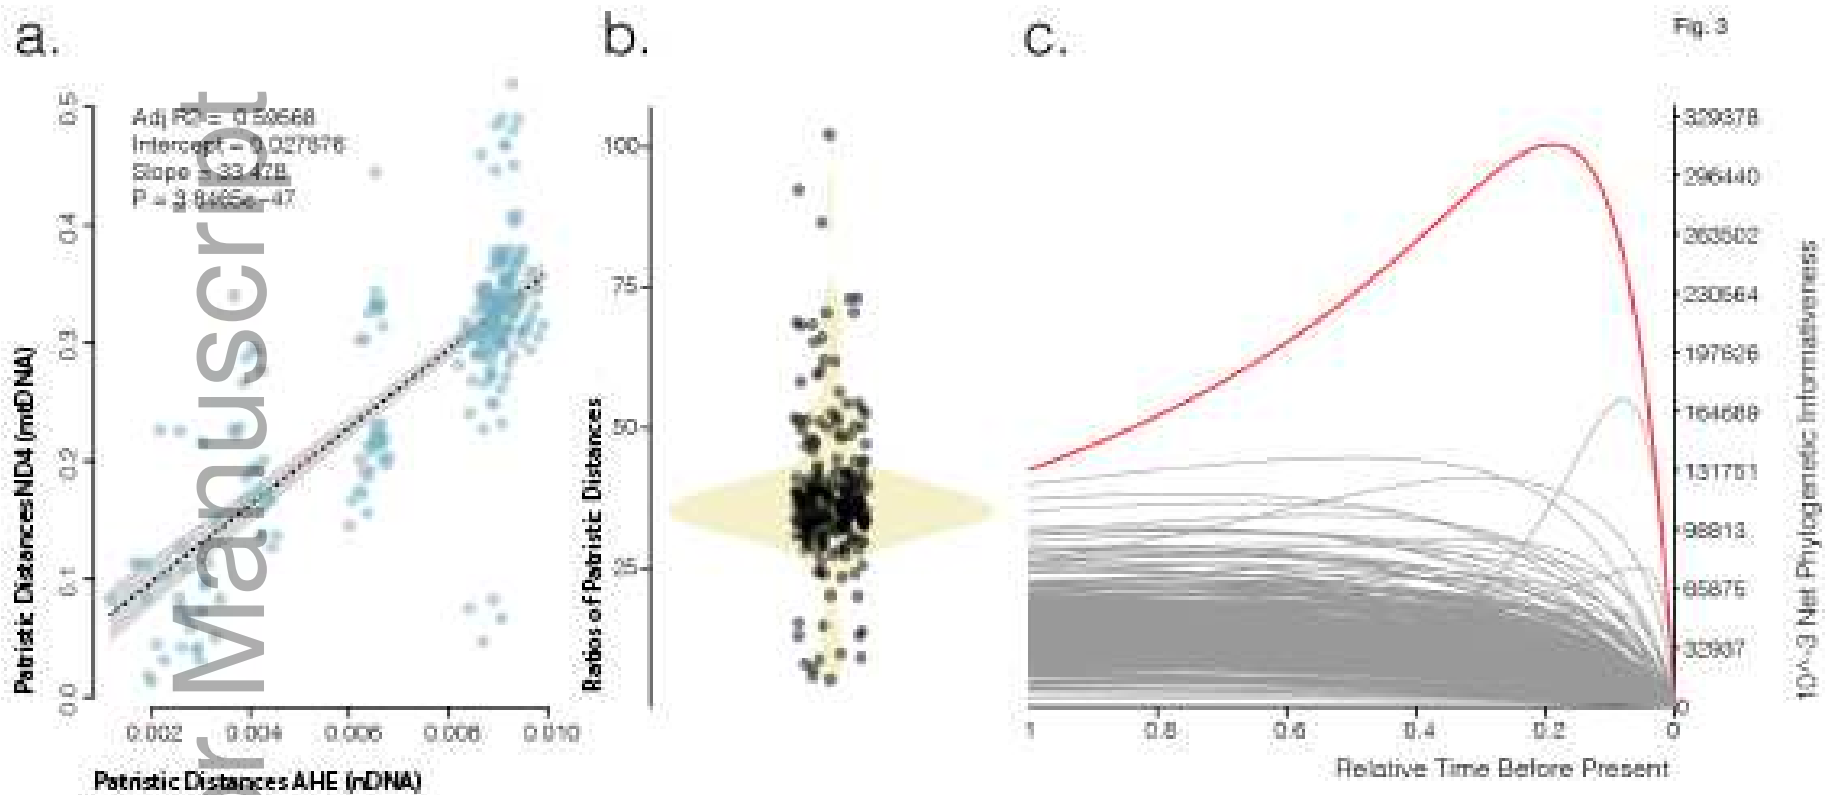 a.
b.
c.
Fig. 3
Adj R2 = 0.59568
Intercept = 0.027876
Slope = 33.478
P =
Patristic Distances ND4 (mtDNA)
0.5
0.4
0.3
0.2
0.1
0.0
0.002 0.004 0.006 0.008 0.010
Patristic Distances AHE (nDNA)
r Manuscript
Ratios of Patristic Distances
100
75
50
25
329378
296440
263502
230564
197626
164689
131751
98813
65875
32937
0
10^-3 Net Phylogenetic Informativeness
1 0.8 0.6 0.4 0.2 0
Relative Time Before Present